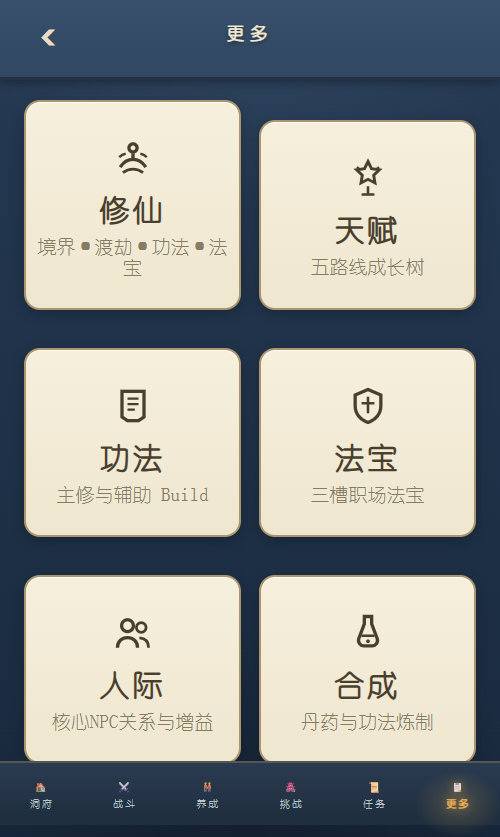 更多
修仙
境界 • 渡劫 • 功法 • 法
宝
天赋
五路线成长树
功法
主修与辅助 Build
法宝
三槽职场法宝
人际
核心NPC关系与增益
合成
丹药与功法炼制
洞府
战斗
养成
挑战
任务
更多